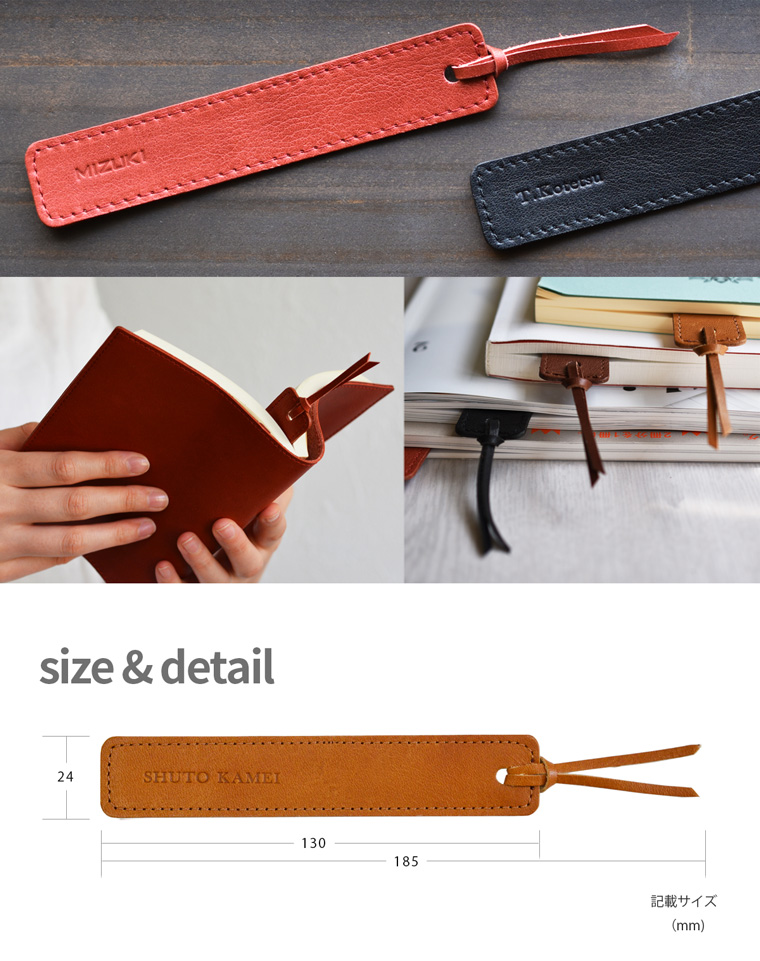 MIZUKI
T.Kotetsu
size & detail
24
SHUTO KAMEI
130
185
記載サイズ
(mm)